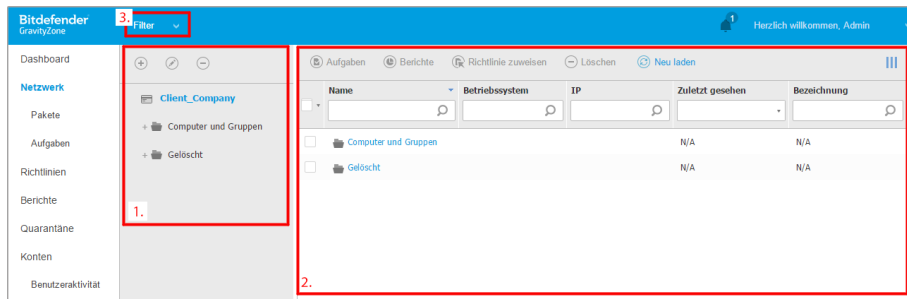 Bitdefender
GravityZone
3.
Filter
1
Herzlich willkommen, Admin
Dashboard
Netzwerk
Pakete
Aufgaben
Richtlinien
Berichte
Quarantäne
Konten
Benutzeraktivität
Client_Company
+ Computer und Gruppen
+ Gelöscht
1.
Aufgaben Berichte Richtlinie zuweisen Löschen Neu laden
Name Betriebssystem IP Zuletzt gesehen Bezeichnung
Computer und Gruppen N/A N/A
Gelöscht N/A N/A
2.